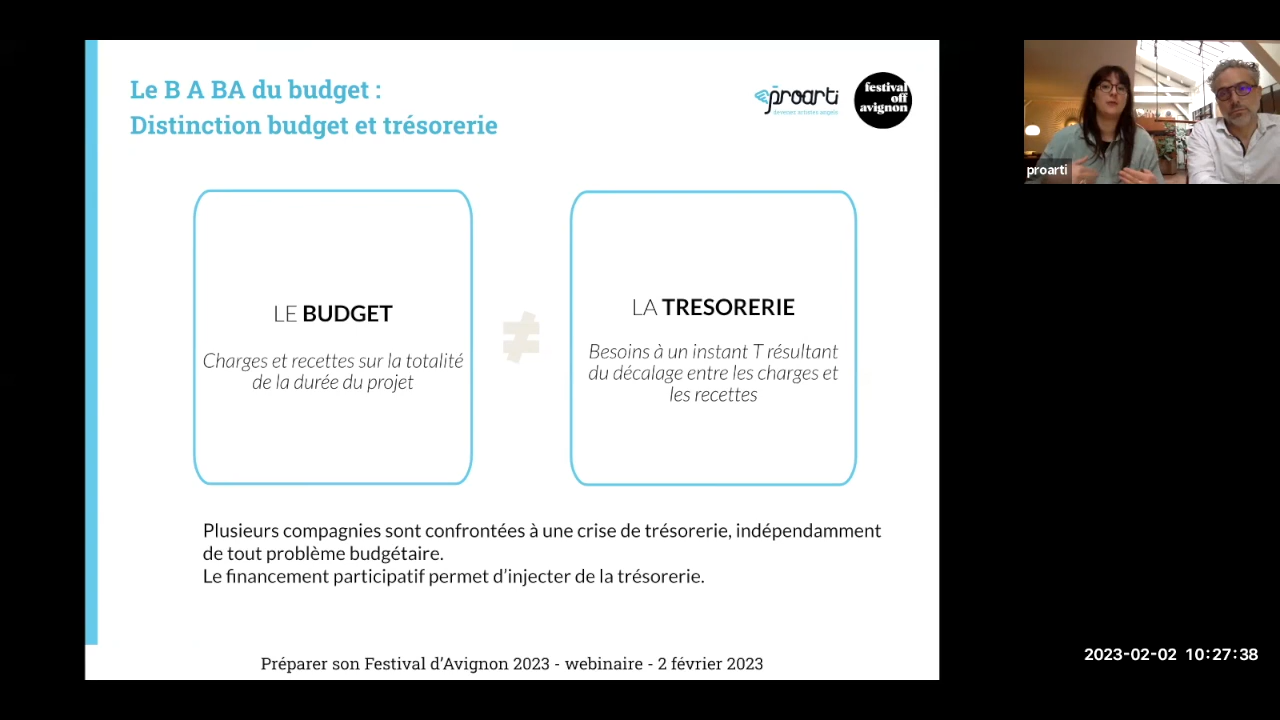 Le B A BA du budget :
Distinction budget et trésorerie
proarti
festival
off
avignon
proarti
LE BUDGET
Charges et recettes sur la totalité
de la durée du projet
≠
LA TRESORERIE
Besoins à un instant T résultant
du décalage entre les charges et
les recettes
Plusieurs compagnies sont confrontées à une crise de trésorerie, indépendamment
de tout problème budgétaire.
Le financement participatif permet d’injecter de la trésorerie.
Préparer son Festival d’Avignon 2023 - webinaire - 2 février 2023
2023-02-02 10:27:38